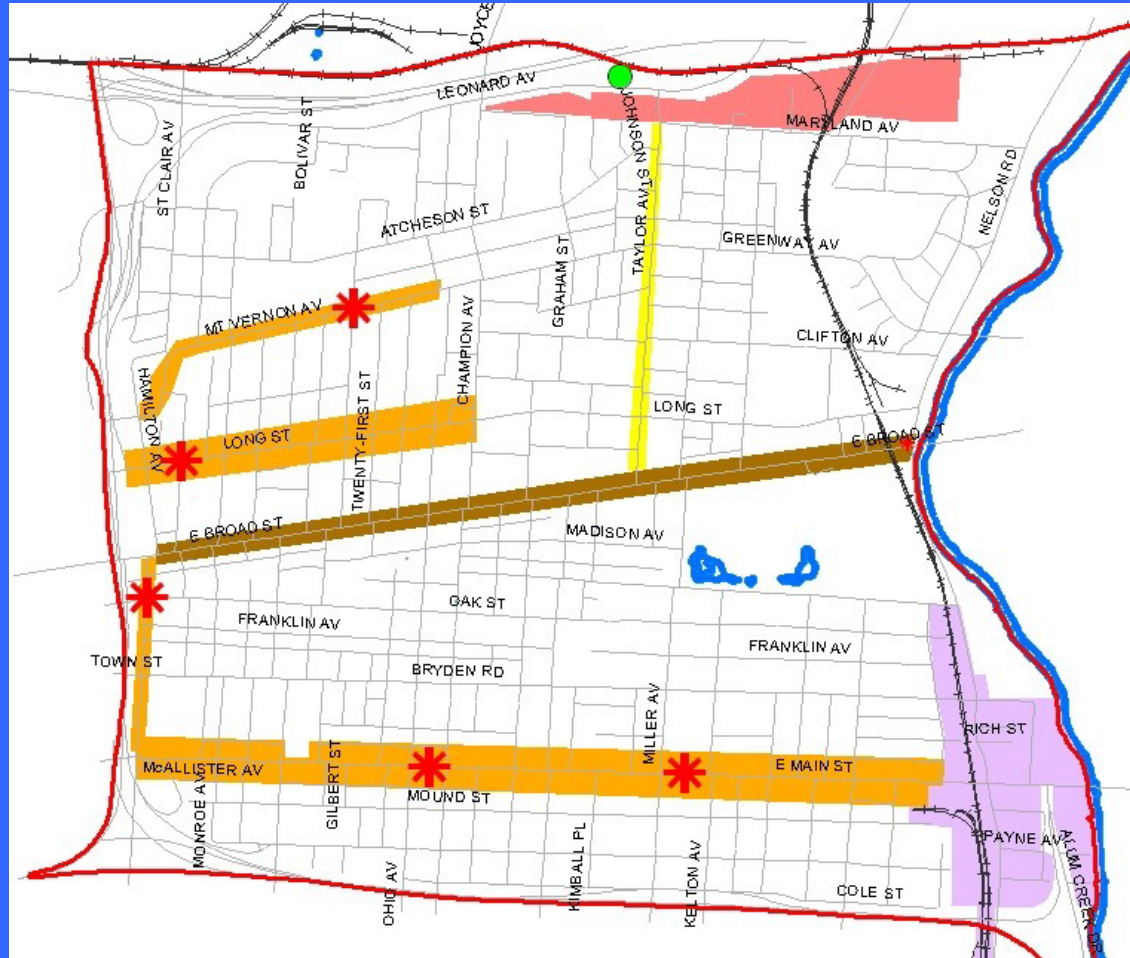 JOYCE
LEONARD AV
JOHNSON ST
MARYLAND AV
ST CLAIR AV
BOLIVAR ST
NELSON RD
ATCHESON ST
TAYLOR AV
GREENWAY AV
GRAHAM ST
MT VERNON AV
CHAMPION AV
CLIFTON AV
HAMILTON AV
TWENTY-FIRST ST
LONG ST
LONG ST
E BROAD ST
E BROAD ST
MADISON AV
OAK ST
FRANKLIN AV
FRANKLIN AV
TOWN ST
BRYDEN RD
MILLER AV
RICH ST
McALLISTER AV
GILBERT ST
E MAIN ST
MOUND ST
MONROE AV
KIMBALL PL
PAYNE AV
ALUM CREEK DR
OHIO AV
KELTON AV
COLE ST